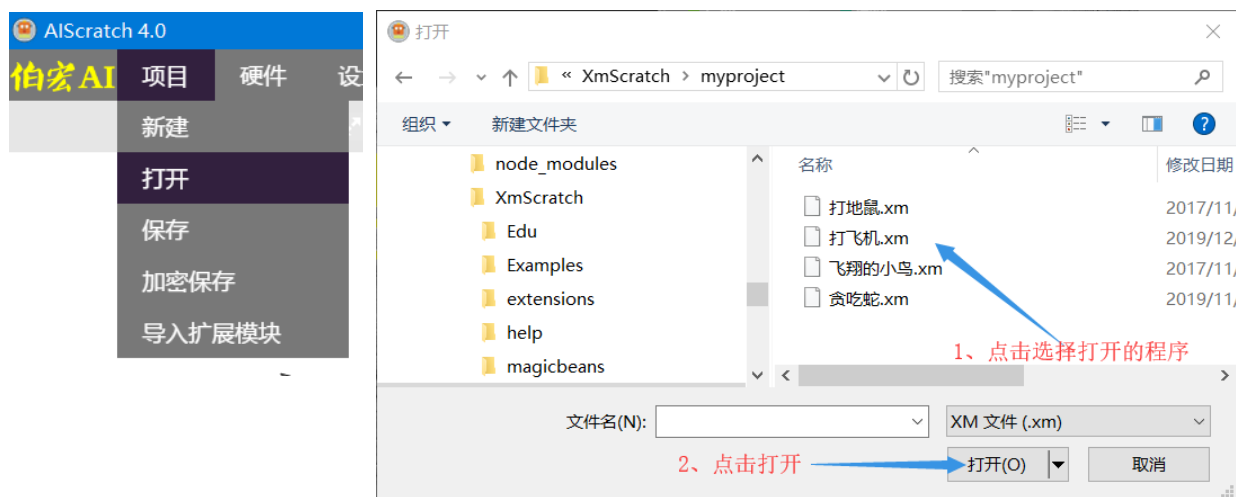 AIScratch 4.0
伯宏AI 项目 硬件 设
新建
打开
保存
加密保存
导入扩展模块
打开
« XmScratch > myproject
搜索"myproject"
组织 新建文件夹
node_modules
XmScratch
Edu
Examples
extensions
help
magicbeans
名称 修改日期
打地鼠.xm 2017/11/
打飞机.xm 2019/12/
飞翔的小鸟.xm 2017/11/
贪吃蛇.xm 2019/11/
1、点击选择打开的程序
文件名(N): XM 文件 (.xm)
2、点击打开 打开(O) 取消